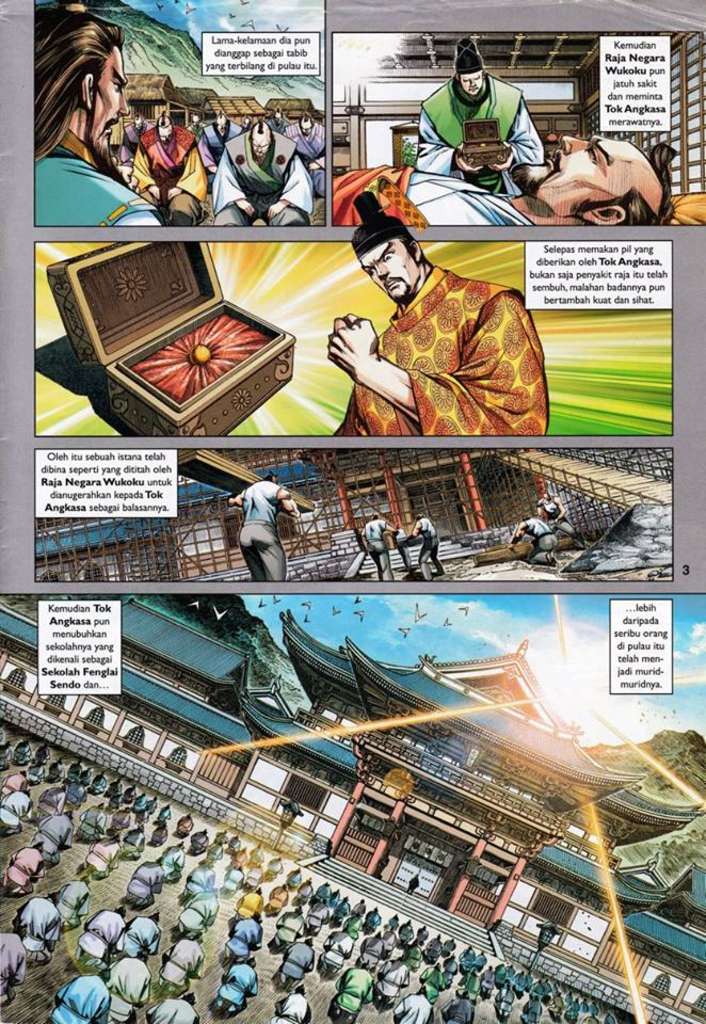 Lama-kelamaan dia pun
dianggap sebagai tabib
yang terbilang di pulau itu.
Kemudian
Raja Negara
Wukoku pun
jatuh sakit
dan meminta
Tok Angkasa
merawatnya.
Selepas memakan pil yang
diberikan oleh Tok Angkasa,
bukan saja penyakit raja itu telah
sembuh, malahan badannya pun
bertambah kuat dan sihat.
Oleh itu sebuah istana telah
dibina seperti yang dititah oleh
Raja Negara Wukoku untuk
dianugerahkan kepada Tok
Angkasa sebagai balasannya.
3
Kemudian Tok
Angkasa pun
menubuhkan
sekolahnya yang
dikenali sebagai
Sekolah Fenglai
Sendo dan...
...lebih
daripada
seribu orang
di pulau itu
telah men-
jadi murid-
muridnya.